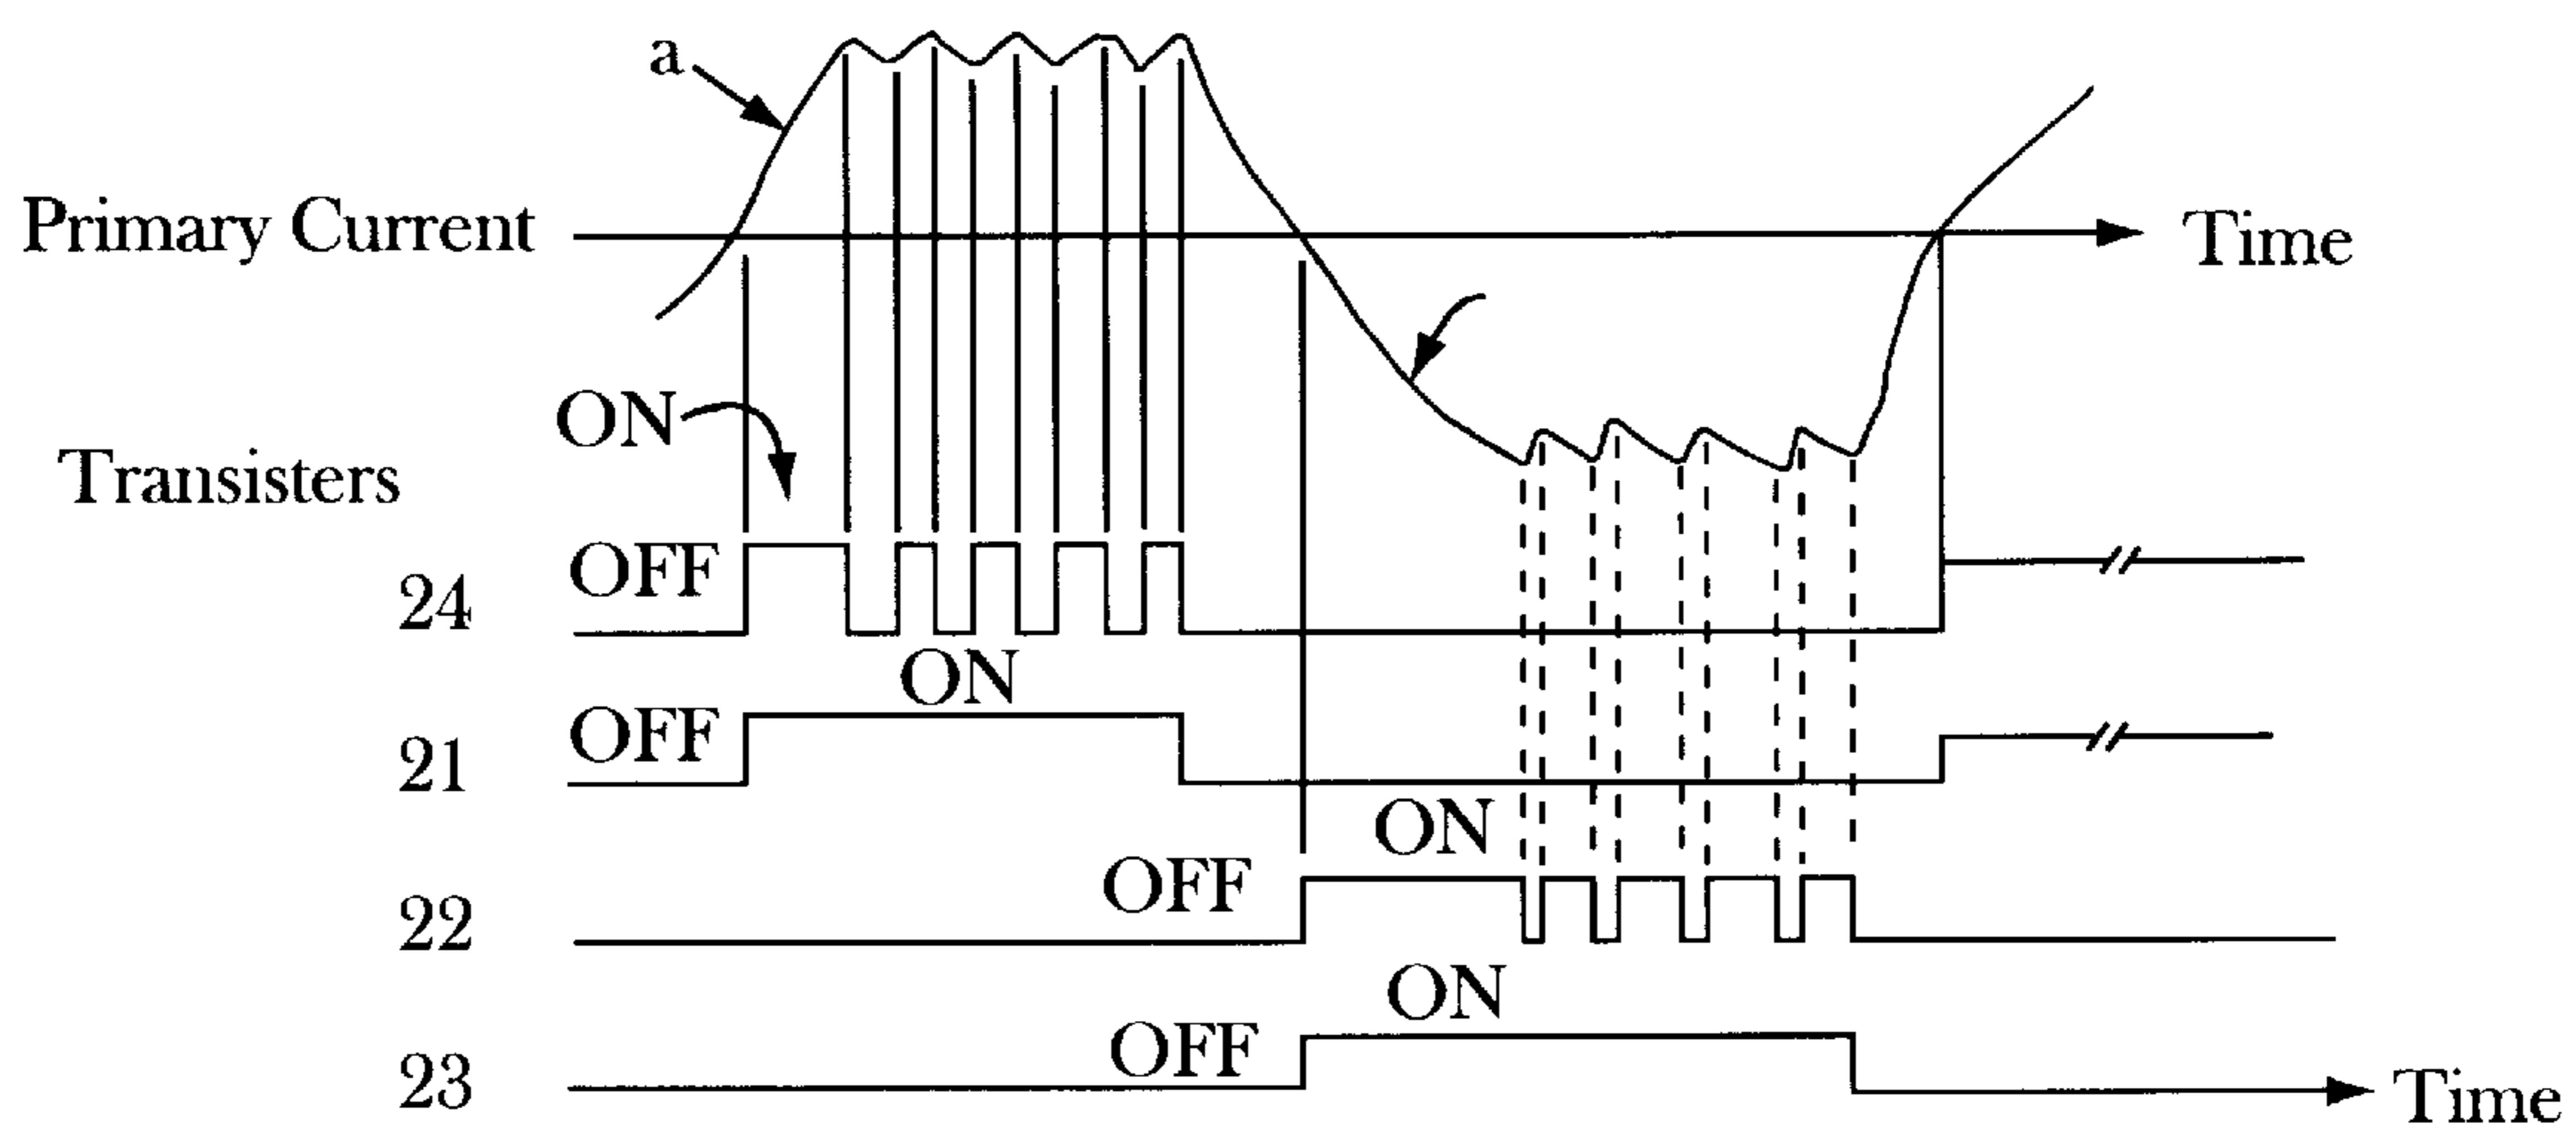 a
Primary Current
Time
ON
Transisters
OFF
24
ON
OFF
21
ON
OFF
22
ON
OFF
23
Time